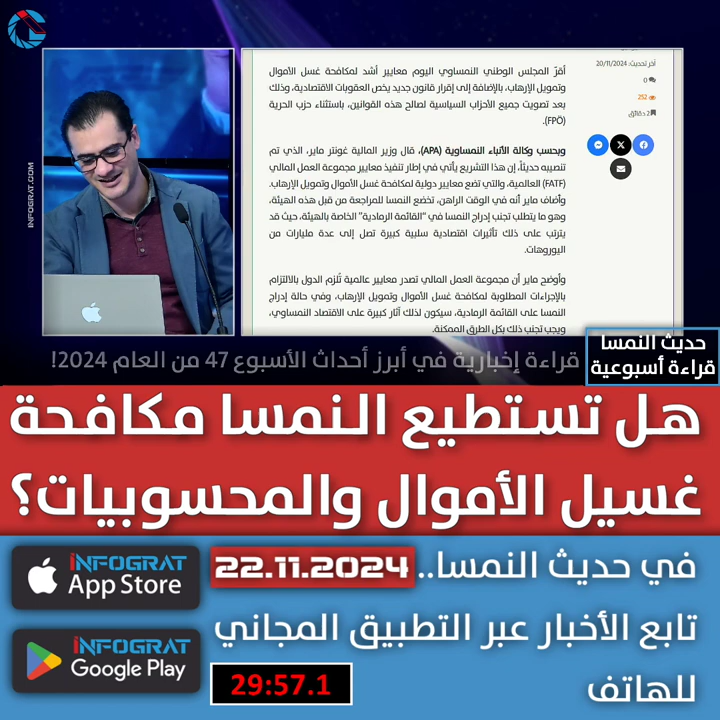 آخر تحديث: 20/11/2024
0
252
2 دقائق
أقرّ المجلس الوطني النمساوي اليوم معايير أشد لمكافحة غسل الأموال
وتمويل الإرهاب، بالإضافة إلى إقرار قانون جديد يخص العقوبات الاقتصادية، وذلك
بعد تصويت جميع الأحزاب السياسية لصالح هذه القوانين، باستثناء حزب الحرية
(FPÖ).
وبحسب وكالة الأنباء النمساوية (APA)، قال وزير المالية غونتر ماير، الذي تم
تنصيبه حديثاً، إن هذا التشريع يأتي في إطار تنفيذ معايير مجموعة العمل المالي
(FATF) العالمية، والتي تضع معايير دولية لمكافحة غسل الأموال وتمويل الإرهاب.
وأضاف ماير أنه في الوقت الراهن، تخضع النمسا للمراجعة من قبل هذه الهيئة،
وهو ما يتطلب تجنب إدراج النمسا في "القائمة الرمادية" الخاصة بالهيئة، حيث قد
يترتب على ذلك تأثيرات اقتصادية سلبية كبيرة تصل إلى عدة مليارات من
اليوروهات.
وأوضح ماير أن مجموعة العمل المالي تصدر معايير عالمية تُلزم الدول بالالتزام
بالإجراءات المطلوبة لمكافحة غسل الأموال وتمويل الإرهاب، وفي حالة إدراج
النمسا على القائمة الرمادية، سيكون لذلك آثار كبيرة على الاقتصاد النمساوي،
ويجب تجنب ذلك بكل الطرق الممكنة.
INFOGRAT.COM
حديث النمسا
قراءة أسبوعية
قراءة إخبارية في أبرز أحداث الأسبوع 47 من العام 2024!
هل تستطيع النمسا مكافحة
غسيل الأموال والمحسوبيات؟
في حديث النمسا.. 22.11.2024
تابع الأخبار عبر التطبيق المجاني
للهاتف
INFOGRAT
App Store
INFOGRAT
Google Play
29:57.1